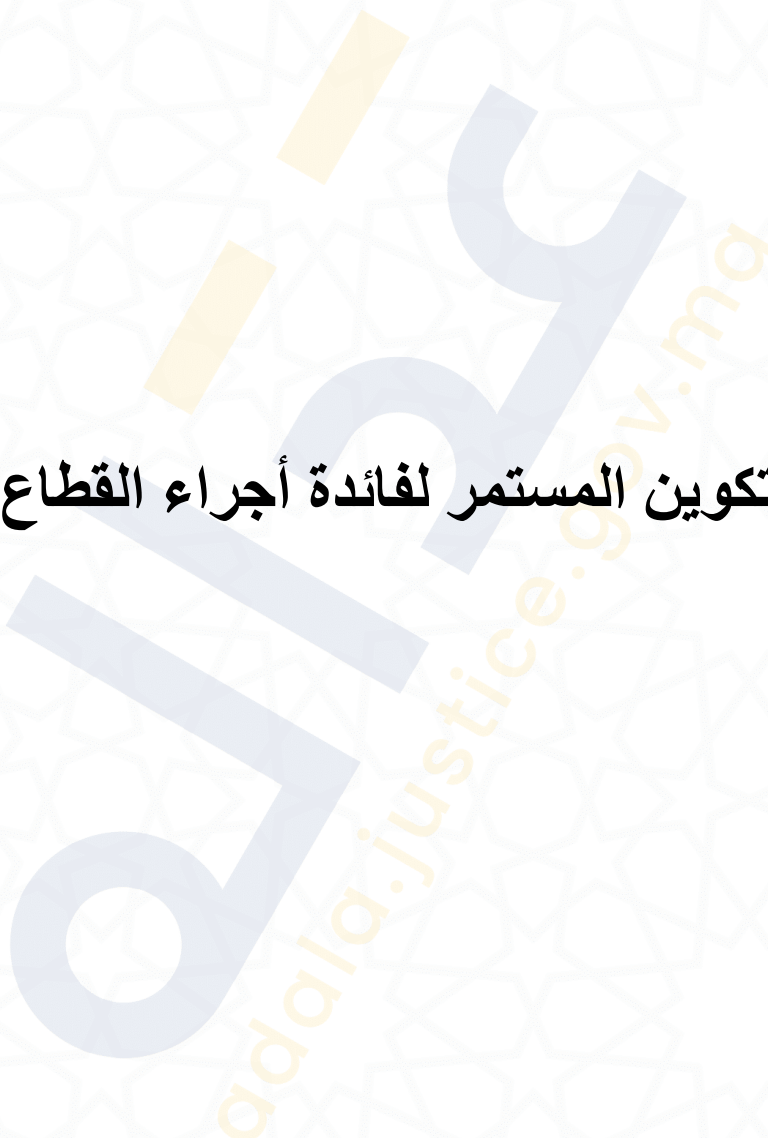 تكوين المستمر لفائدة أجراء القطاع
adala.justice.gov.ma